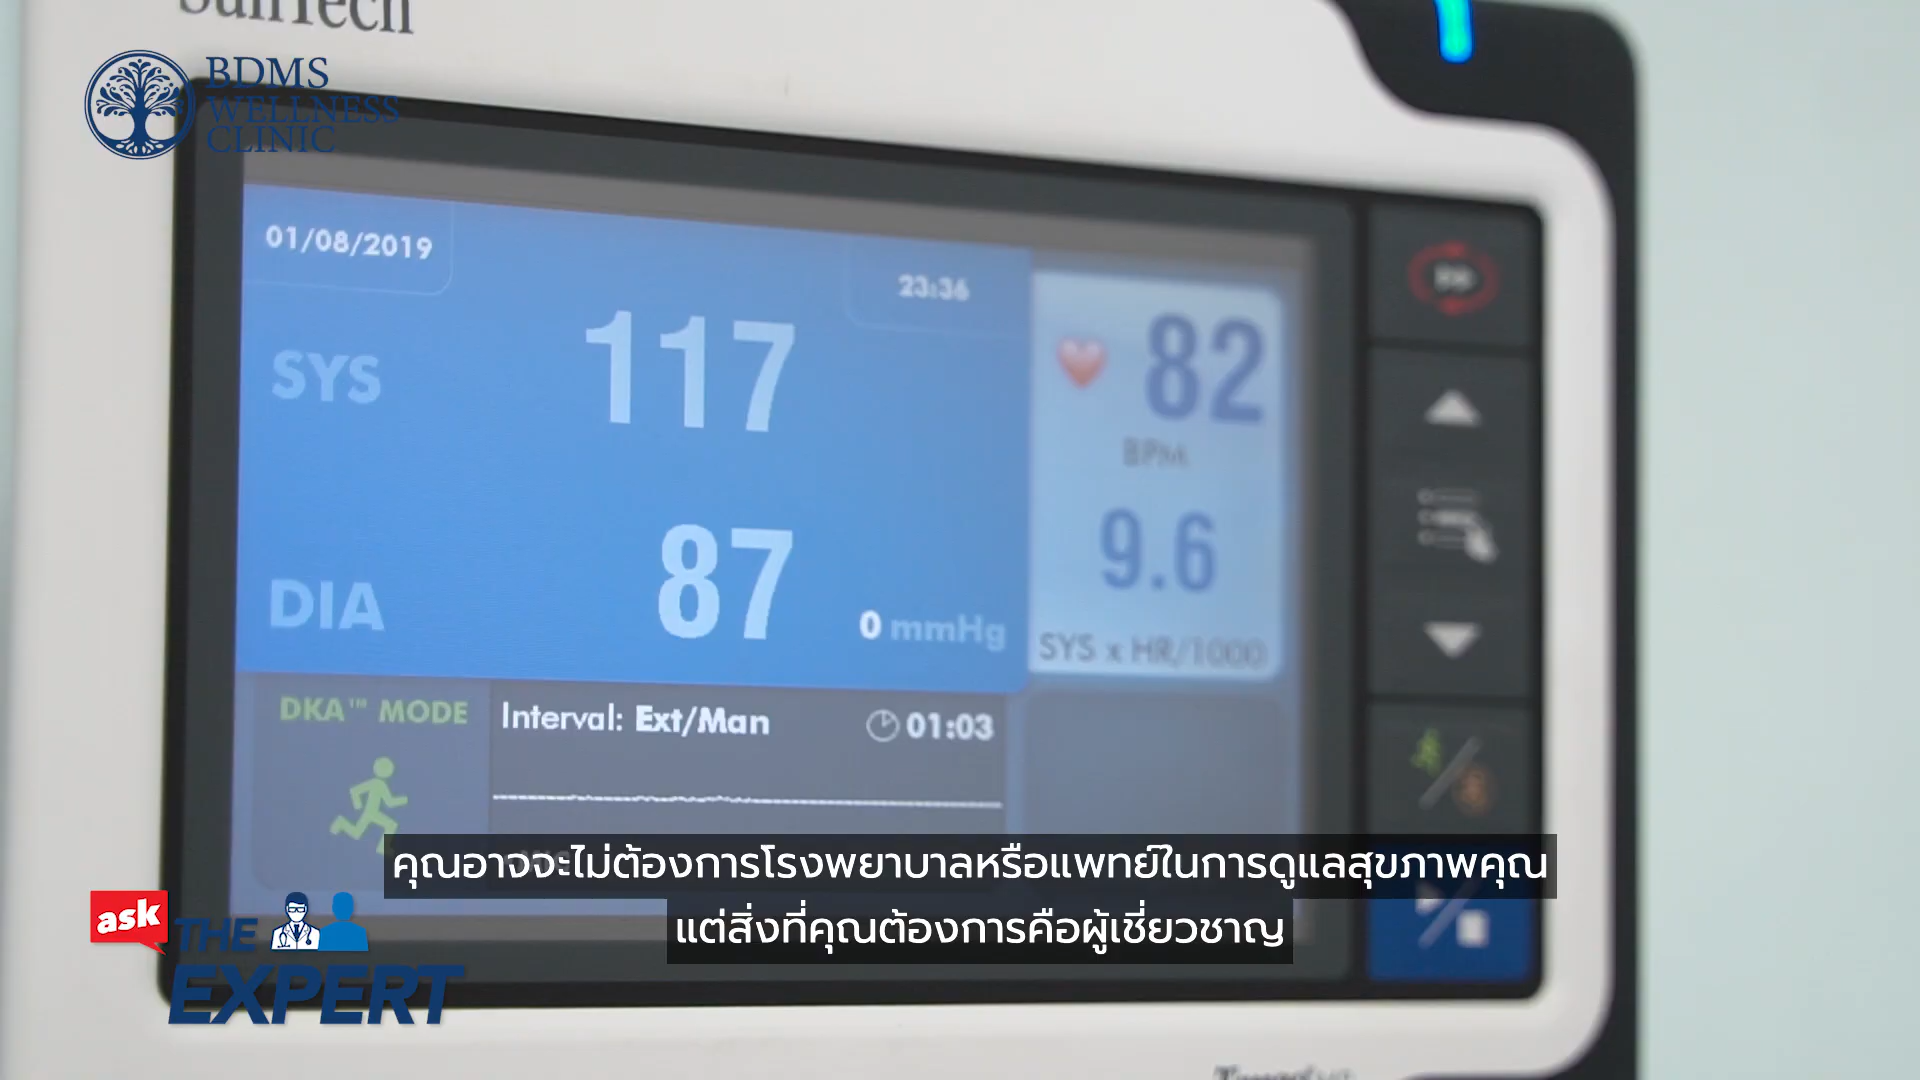 SunTech
BDMS
WELLNESS
CLINIC
01/08/2019
23:36
SYS
117
82
BPM
DIA
87
0 mmHg
9.6
SYS x HR/1000
DKA™ MODE
Interval: Ext/Man
01:03
คุณอาจจะไม่ต้องการโรงพยาบาลหรือแพทย์ในการดูแลสุขภาพคุณ
แต่สิ่งที่คุณต้องการคือผู้เชี่ยวชาญ
ask
THE
EXPERT